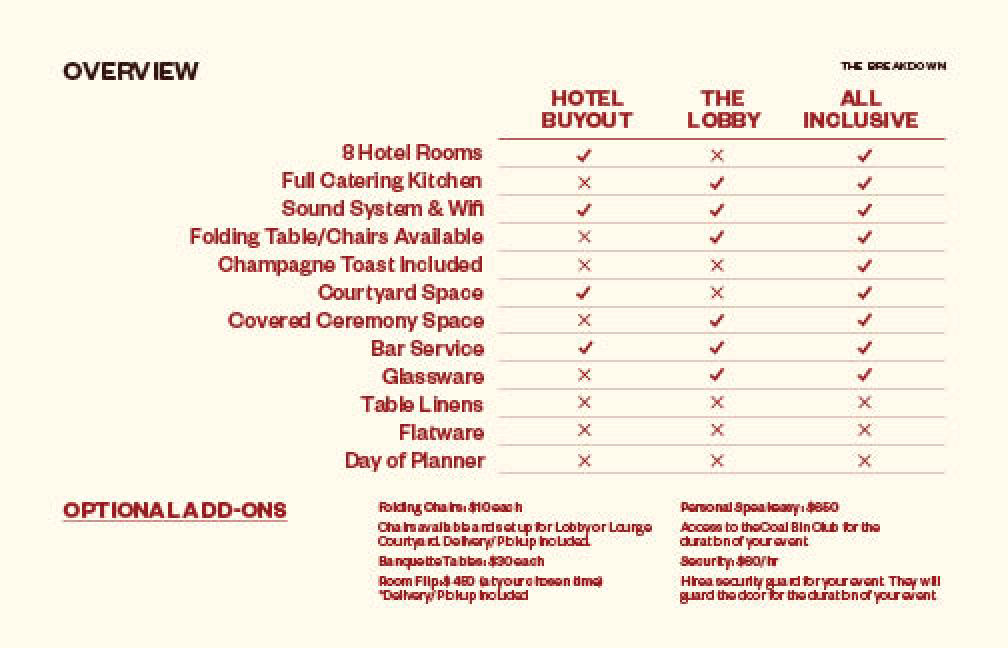 OVERVIEW
THE BREAKDOWN
HOTEL BUYOUT THE LOBBY ALL INCLUSIVE
8 Hotel Rooms ✓ × ✓
Full Catering Kitchen × ✓ ✓
Sound System & Wifi ✓ ✓ ✓
Folding Table/Chairs Available × ✓ ✓
Champagne Toast Included × × ✓
Courtyard Space ✓ × ✓
Covered Ceremony Space × ✓ ✓
Bar Service ✓ ✓ ✓
Glassware × ✓ ✓
Table Linens × × ×
Flatware × × ×
Day of Planner × × ×
OPTIONAL ADD-ONS
Folding Chairs: $10 each
Chairs available and set up for Lobby or Lounge
Courtyard. Delivery/Pickup Included.
Banquette Tables: $30 each
Room Flip: $450 (at your chosen time)
*Delivery/Pickup Included
Personal Speakeasy: $650
Access to the Coal Bin Club for the
duration of your event
Security: $60/hr
Hire a security guard for your event. They will
guard the door for the duration of your event.